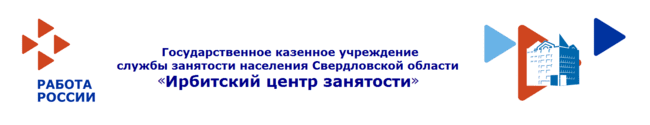 Государственное казенное учреждение
службы занятости населения Свердловской области
«Ирбитский центр занятости»
РАБОТА
РОССИИ